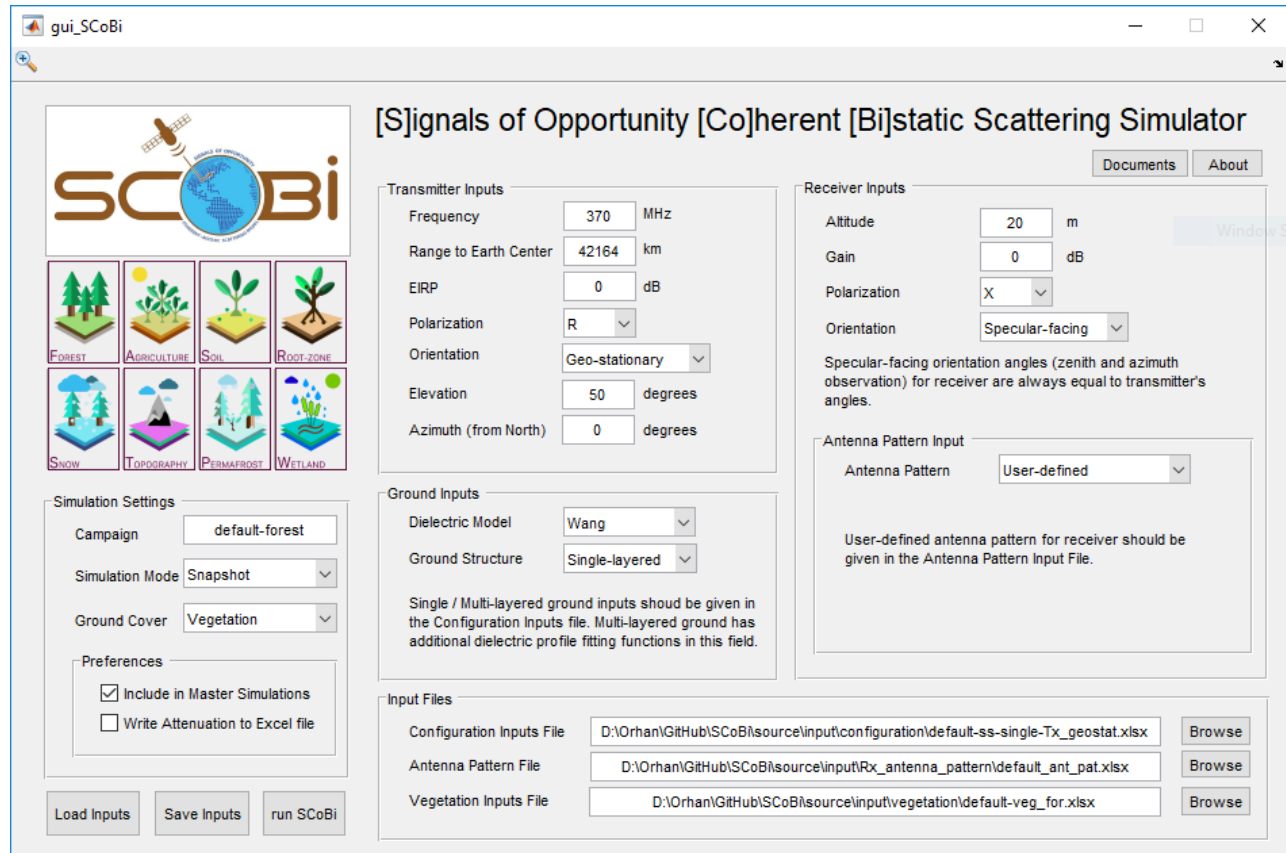 gui_SCoBi
[S]ignals of Opportunity [Co]herent [Bi]static Scattering Simulator
SIGNALS OF OPPORTUNITY
SCOBi
Documents
About
FOREST
AGRICULTURE
SOIL
ROOT-ZONE
SNOW
TOPOGRAPHY
PERMAFROST
WETLAND
Simulation Settings
Campaign default-forest
Simulation Mode Snapshot
Ground Cover Vegetation
Preferences
Include in Master Simulations
Write Attenuation to Excel file
Load Inputs
Save Inputs
run SCoBi
Transmitter Inputs
Frequency 370 MHz
Range to Earth Center 42164 km
EIRP 0 dB
Polarization R
Orientation Geo-stationary
Elevation 50 degrees
Azimuth (from North) 0 degrees
Ground Inputs
Dielectric Model Wang
Ground Structure Single-layered
Single / Multi-layered ground inputs shoud be given in
the Configuration Inputs file. Multi-layered ground has
additional dielectric profile fitting functions in this field.
Receiver Inputs
Altitude 20 m
Window S
Gain 0 dB
Polarization X
Orientation Specular-facing
Specular-facing orientation angles (zenith and azimuth
observation) for receiver are always equal to transmitter's
angles.
Antenna Pattern Input
Antenna Pattern User-defined
User-defined antenna pattern for receiver should be
given in the Antenna Pattern Input File.
Input Files
Configuration Inputs File D:\Orhan\GitHub\SCoBi\source\input\configuration\default-ss-single-Tx_geostat.xlsx Browse
Antenna Pattern File D:\Orhan\GitHub\SCoBi\source\input\Rx_antenna_pattern\default_ant_pat.xlsx Browse
Vegetation Inputs File D:\Orhan\GitHub\SCoBi\source\input\vegetation\default-veg_for.xlsx Browse